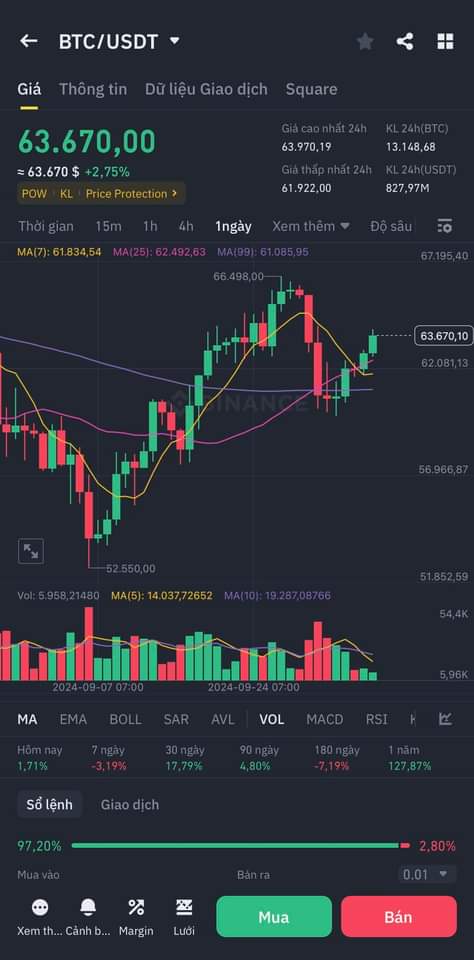 BTC/USDT
Giá Thông tin Dữ liệu Giao dịch Square
63.670,00
≈ 63.670 $ +2,75%
POW KL Price Protection
Giá cao nhất 24h KL 24h(BTC)
63.970,19 13.148,68
Giá thấp nhất 24h KL 24h(USDT)
61.922,00 827,97M
Thời gian 15m 1h 4h 1ngày Xem thêm Độ sâu
MA(7): 61.834,54 MA(25): 62.492,63 MA(99): 61.085,95
67.195,40
66.498,00
63.670,10
62.081,13
BINANCE
56.966,87
52.550,00
51.852,59
Vol: 5.958,21480 MA(5): 14.037,72652 MA(10): 19.287,08766
54,4K
5,96K
2024-09-07 07:00 2024-09-24 07:00
MA EMA BOLL SAR AVL VOL MACD RSI
Hôm nay 7 ngày 30 ngày 90 ngày 180 ngày 1 năm
1,71% -3,19% 17,79% 4,80% -7,19% 127,87%
Sổ lệnh Giao dịch
97,20% 2,80%
Mua vào Bán ra 0.01
Xem th... Cảnh b... Margin Lưới
Mua Bán